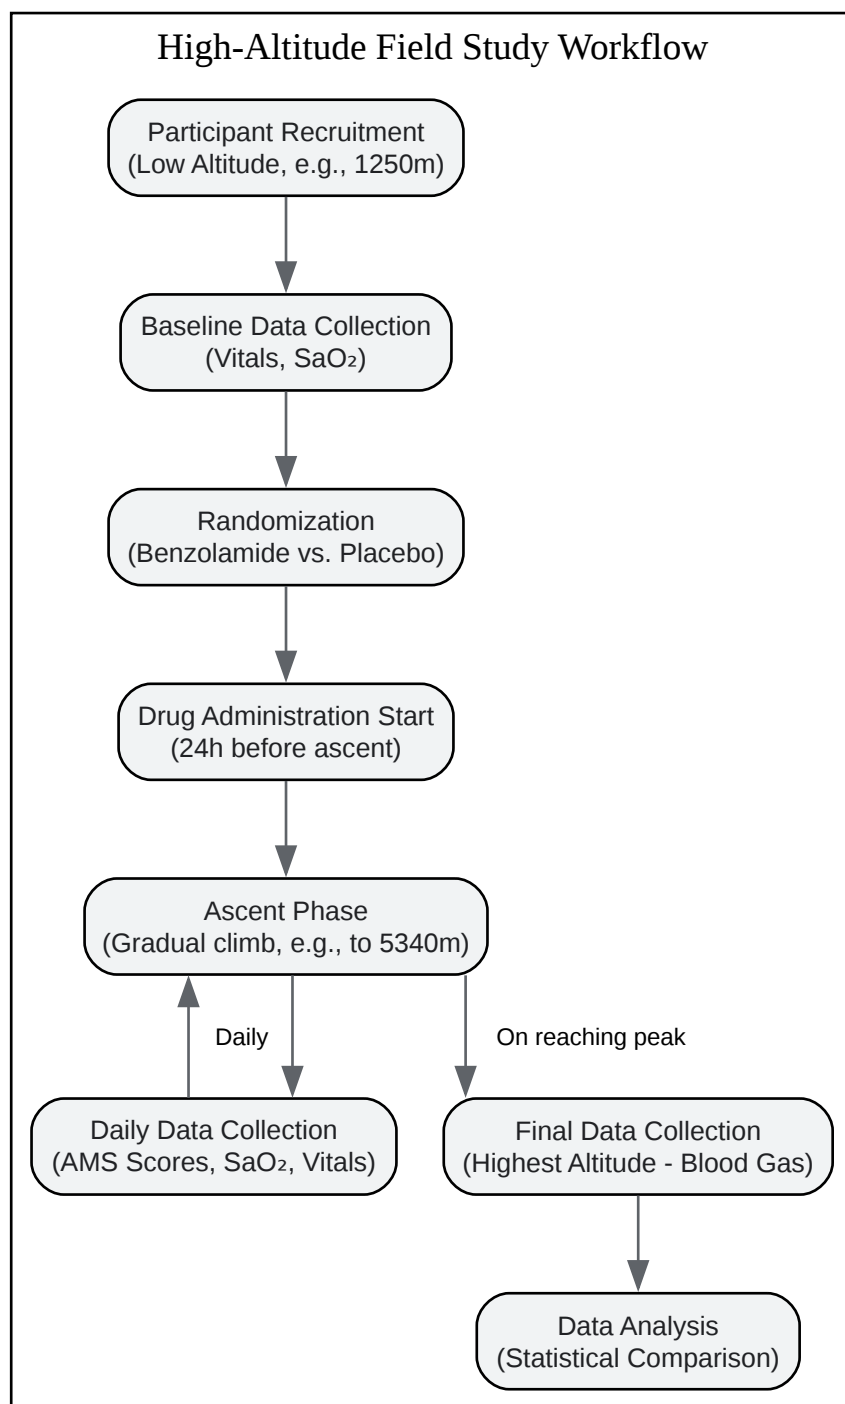 High-Altitude Field Study Workflow
Participant Recruitment
(Low Altitude, e.g., 1250m)
Baseline Data Collection
(Vitals, SaO₂)
Randomization
(Benzolamide vs. Placebo)
Drug Administration Start
(24h before ascent)
Ascent Phase
(Gradual climb, e.g., to 5340m)
Daily
On reaching peak
Daily Data Collection
(AMS Scores, SaO₂, Vitals)
Final Data Collection
(Highest Altitude - Blood Gas)
Data Analysis
(Statistical Comparison)